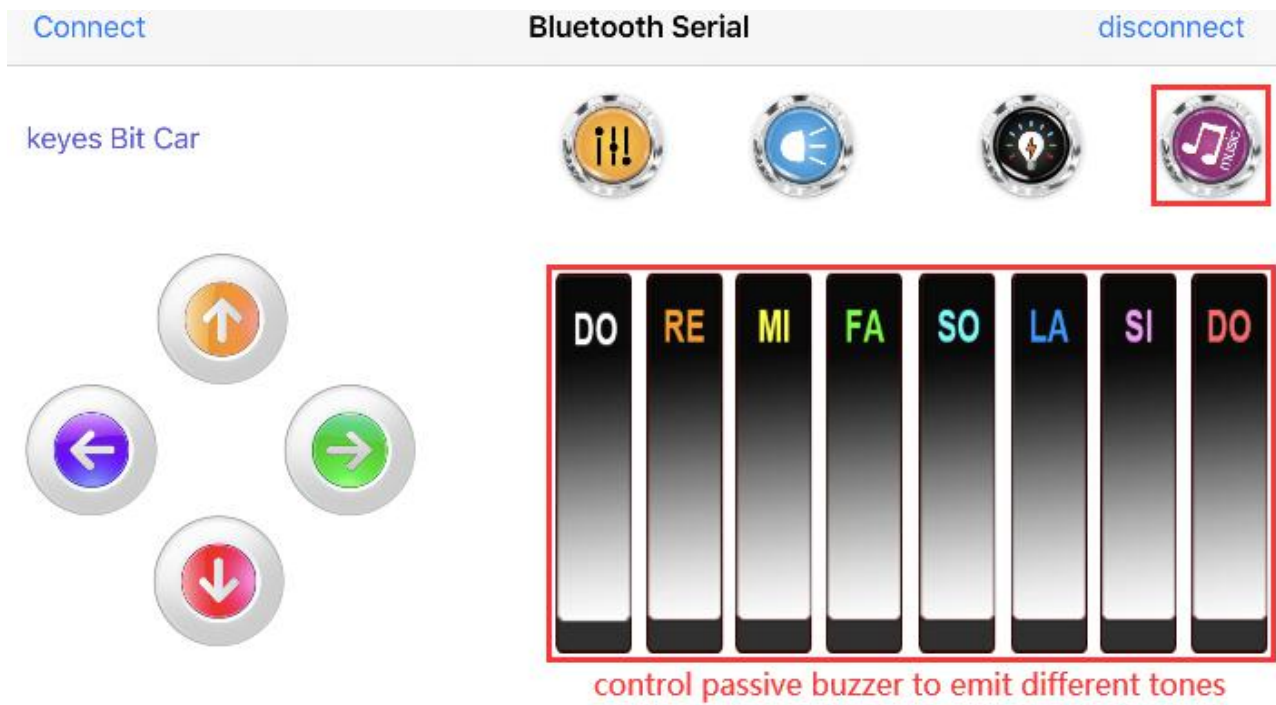 Connect Bluetooth Serial disconnect
keyes Bit Car
music
DO RE MI FA SO LA SI DO
control passive buzzer to emit different tones